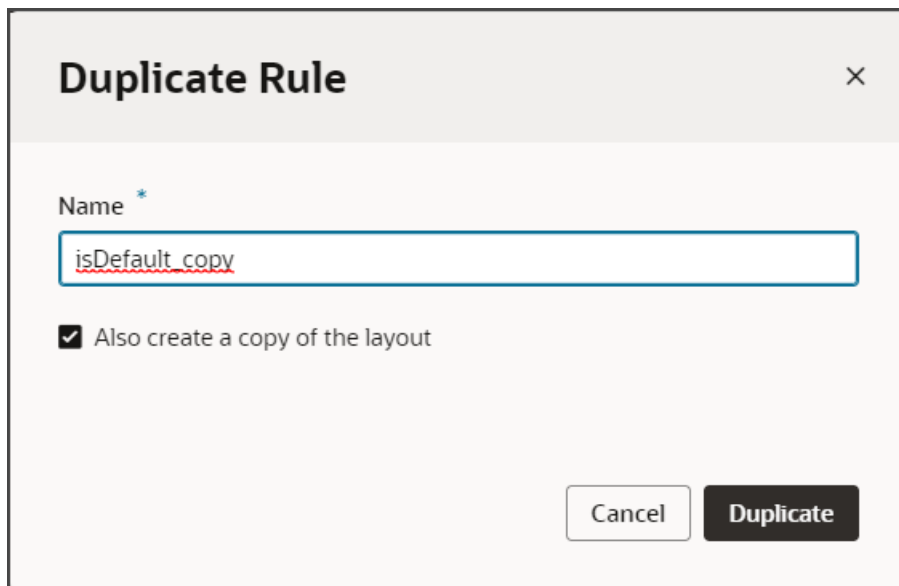 Duplicate Rule
Name *
isDefault_copy
Also create a copy of the layout
Cancel Duplicate